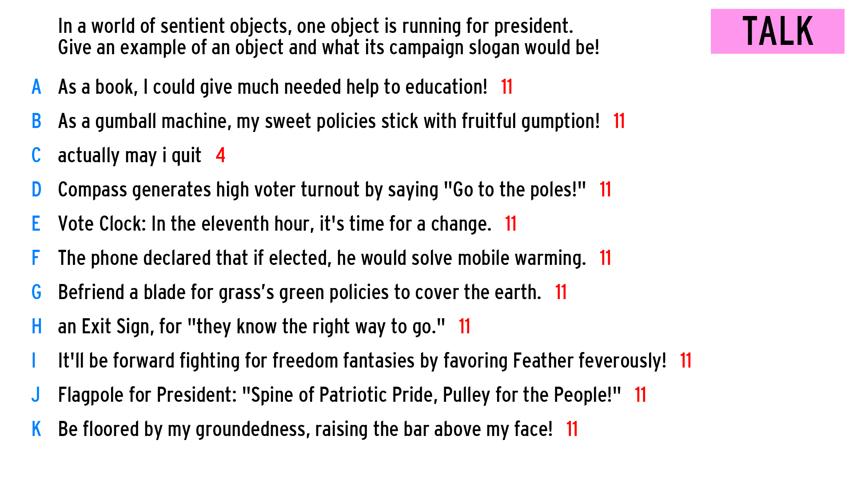 In a world of sentient objects, one object is running for president.
Give an example of an object and what its campaign slogan would be!
TALK
A As a book, I could give much needed help to education! 11
B As a gumball machine, my sweet policies stick with fruitful gumption! 11
C actually may i quit 4
D Compass generates high voter turnout by saying "Go to the poles!" 11
E Vote Clock: In the eleventh hour, it's time for a change. 11
F The phone declared that if elected, he would solve mobile warming. 11
G Befriend a blade for grass’s green policies to cover the earth. 11
H an Exit Sign, for "they know the right way to go." 11
I It'll be forward fighting for freedom fantasies by favoring Feather feverously! 11
J Flagpole for President: "Spine of Patriotic Pride, Pulley for the People!" 11
K Be floored by my groundedness, raising the bar above my face! 11